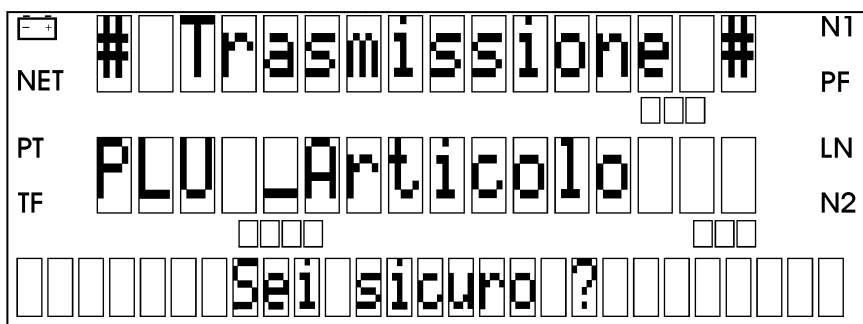 N1
# Trasmissione #
NET PF
PT LN
PLU _Articolo
TF N2
Sei sicuro ?